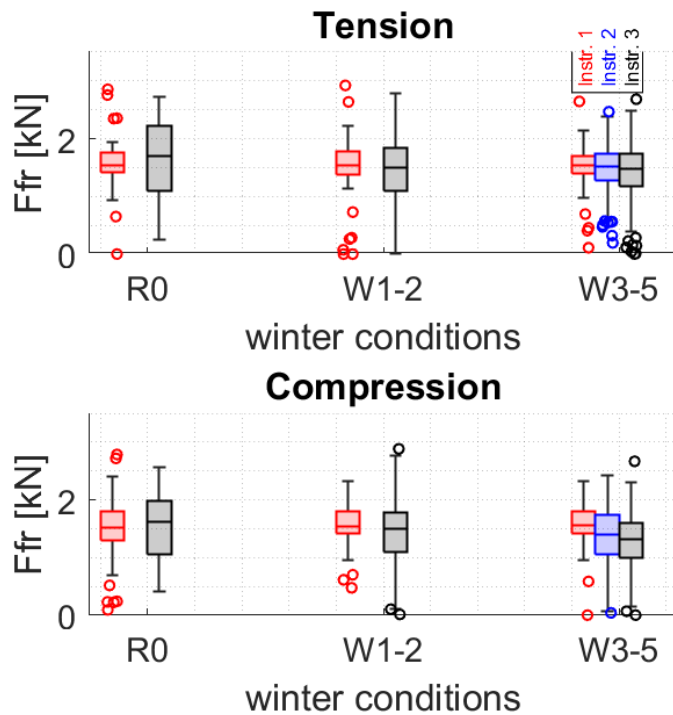 Tension
Instr. 1
Instr. 2
Instr. 3
Ffr [kN]
2
0
R0 W1-2 W3-5
winter conditions
Compression
Ffr [kN]
2
0
R0 W1-2 W3-5
winter conditions